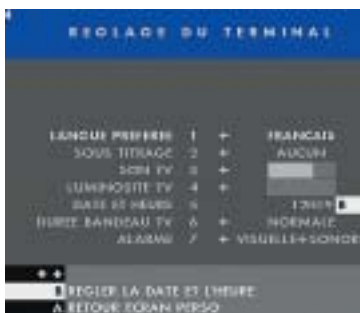 REGLAGE DU TERMINAL
LANGUE PREFEREE 1 + FRANCAIS
SOUS TITRAGE 2 + AUCUN
SON TV 3 +
LUMINOSITE TV 4 +
DATE ET HEURE 5
DUREE BANDEAU TV 6 + NORMALE
ALARME 7 + VISUELLE+SONORE
B REGLER LA DATE ET L'HEURE
A RETOUR ECRAN PERSO